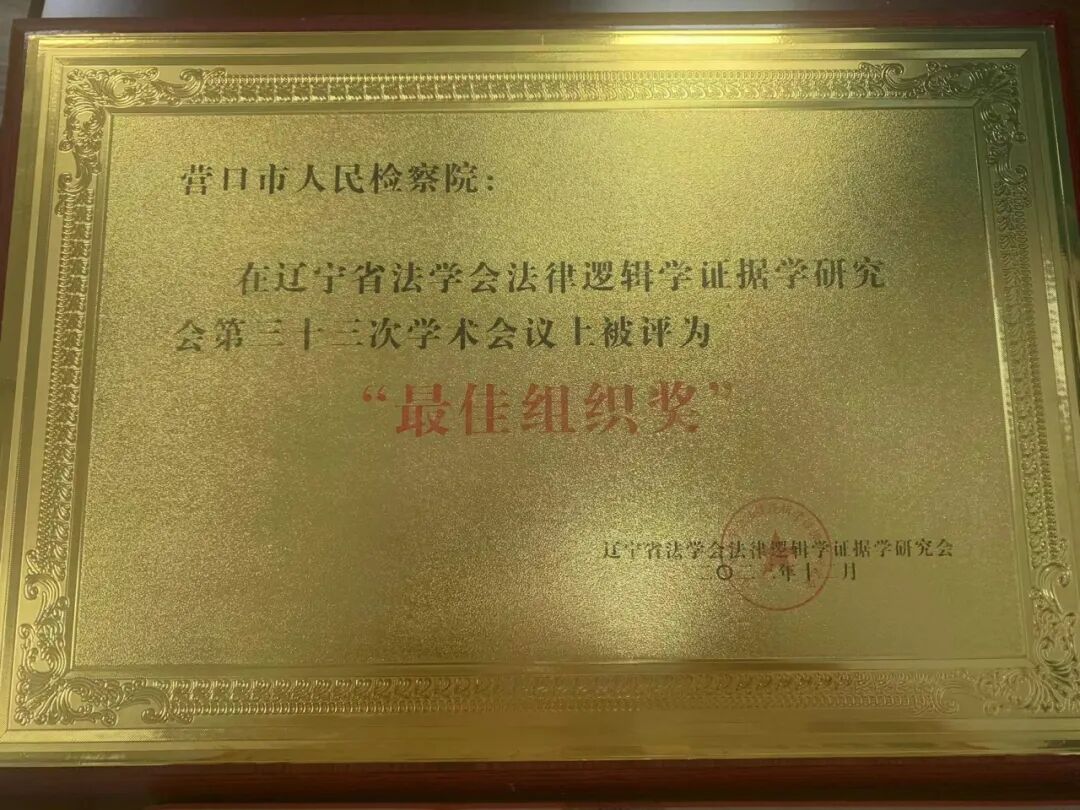 营口市人民检察院:
在辽宁省法学会法律逻辑学证据学研究
会第三十三次学术会议上被评为
“最佳组织奖”
辽宁省法学会法律逻辑学证据学研究会
二〇二 年十二月